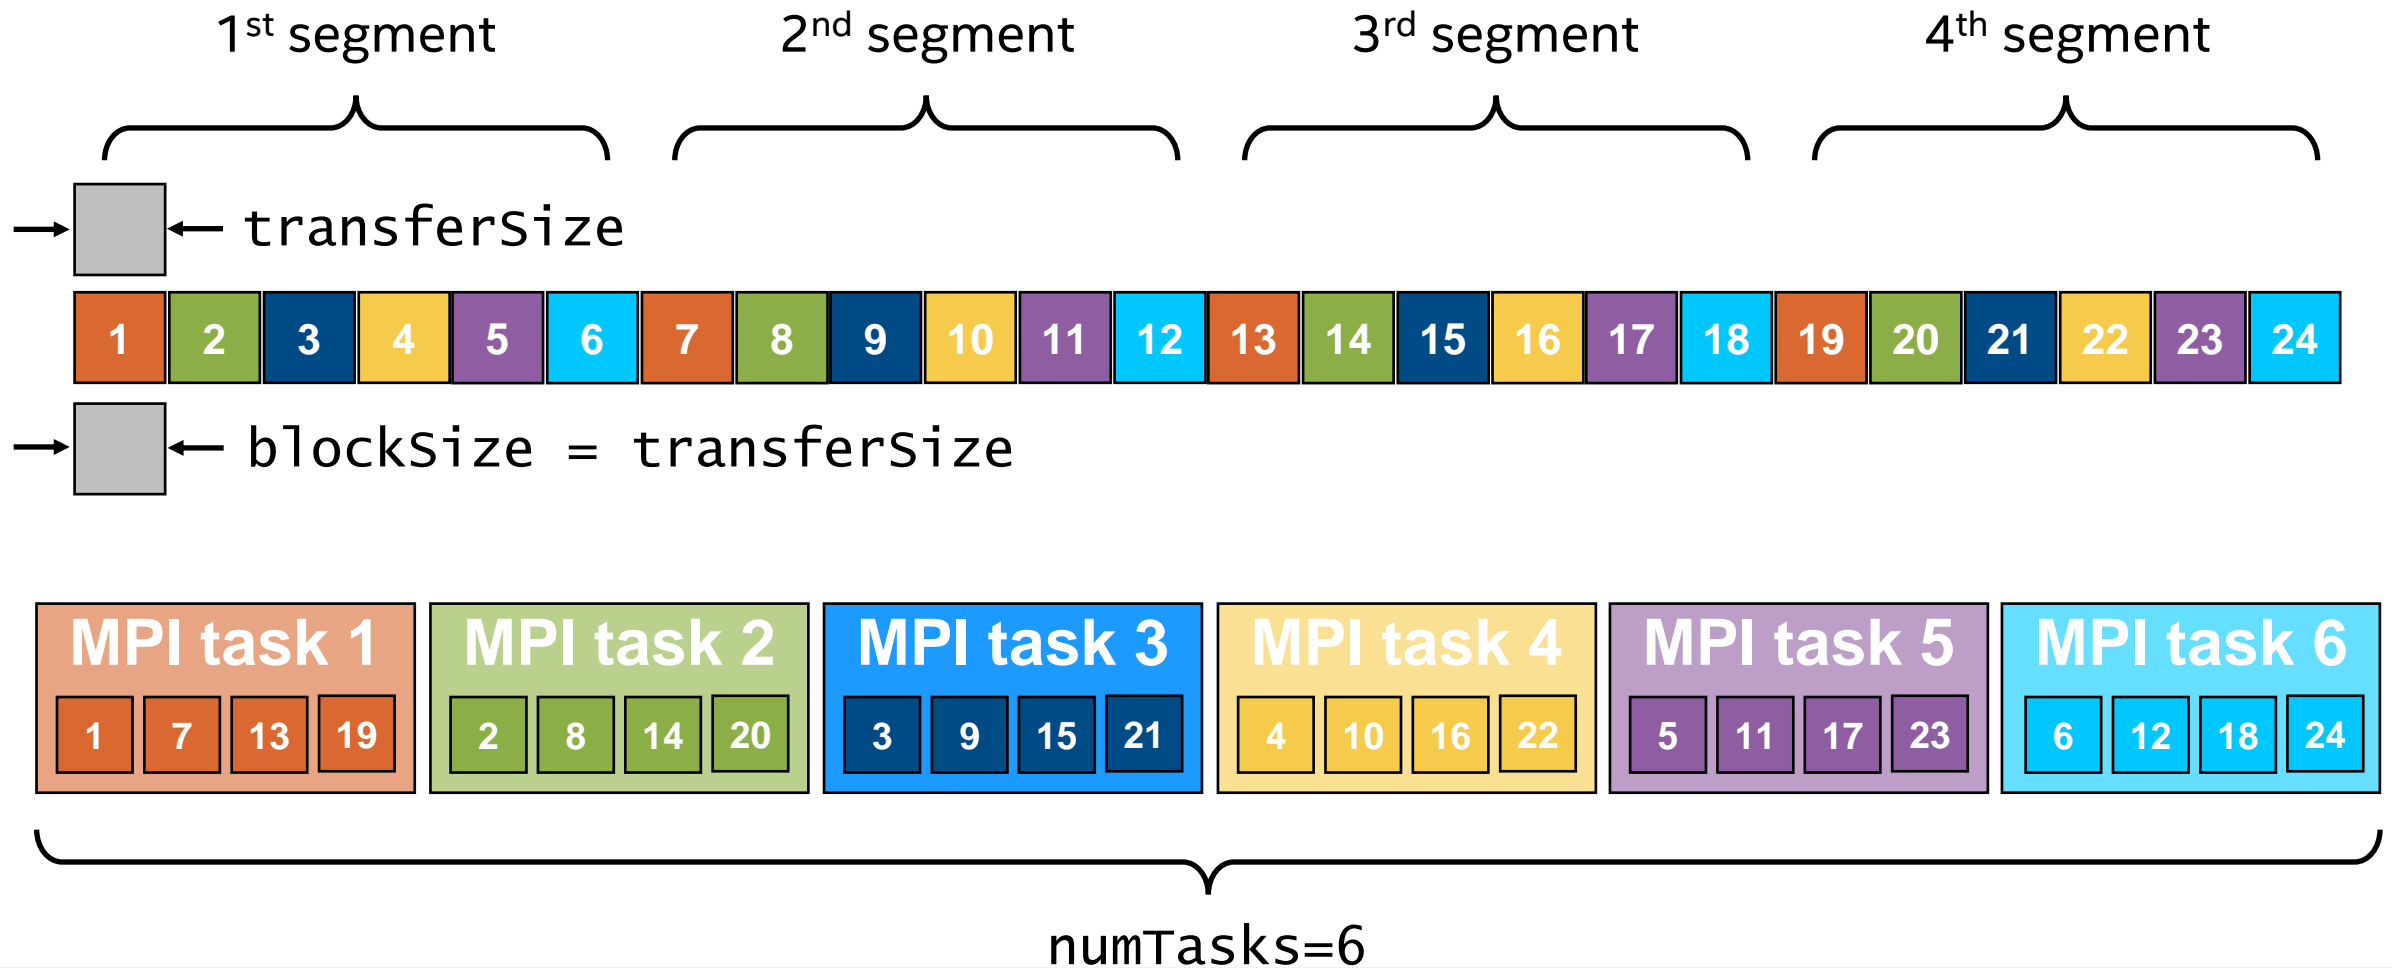 1st segment 2nd segment 3rd segment 4th segment
transferSize
1 2 3 4 5 6 7 8 9 10 11 12 13 14 15 16 17 18 19 20 21 22 23 24
blockSize = transferSize
MPI task 1 MPI task 2 MPI task 3 MPI task 4 MPI task 5 MPI task 6
1 7 13 19 2 8 14 20 3 9 15 21 4 10 16 22 5 11 17 23 6 12 18 24
numTasks=6